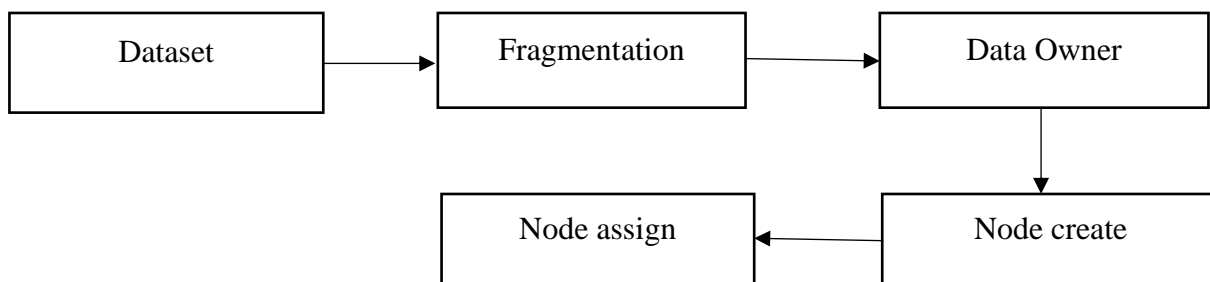 Dataset
Fragmentation
Data Owner
Node assign
Node create